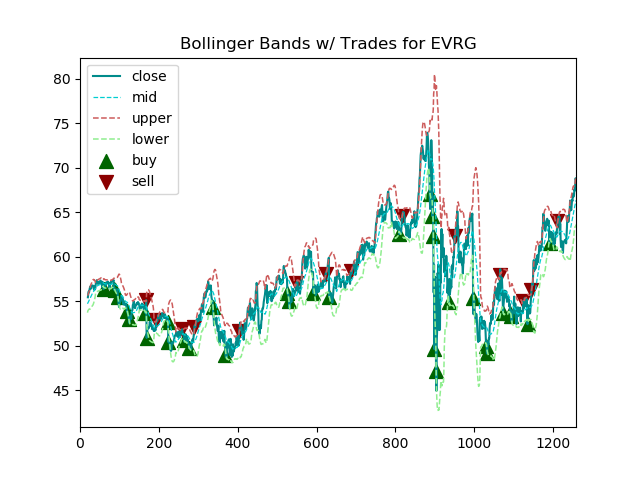 Bollinger Bands w/ Trades for EVRG
close
mid
upper
lower
buy
sell
80
75
70
65
60
55
50
45
0 200 400 600 800 1000 1200